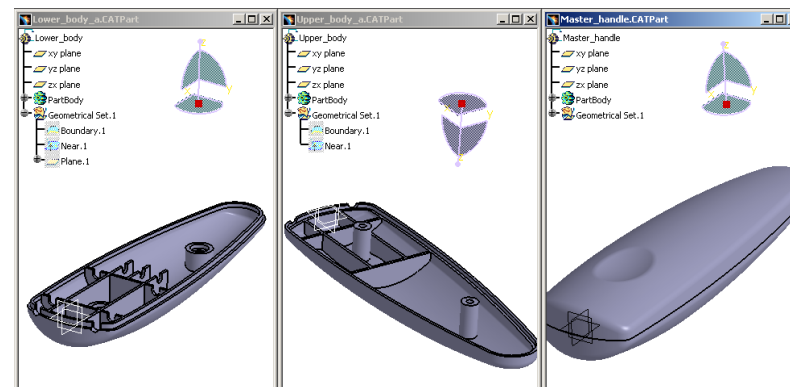 Lower_body_a.CATPart
Lower_body
xy plane
yz plane
zx plane
PartBody
Geometrical Set.1
Boundary.1
Near.1
Plane.1
Upper_body_a.CATPart
Upper_body
xy plane
yz plane
zx plane
PartBody
Geometrical Set.1
Boundary.1
Near.1
Master_handle.CATPart
Master_handle
xy plane
yz plane
zx plane
PartBody
Geometrical Set.1